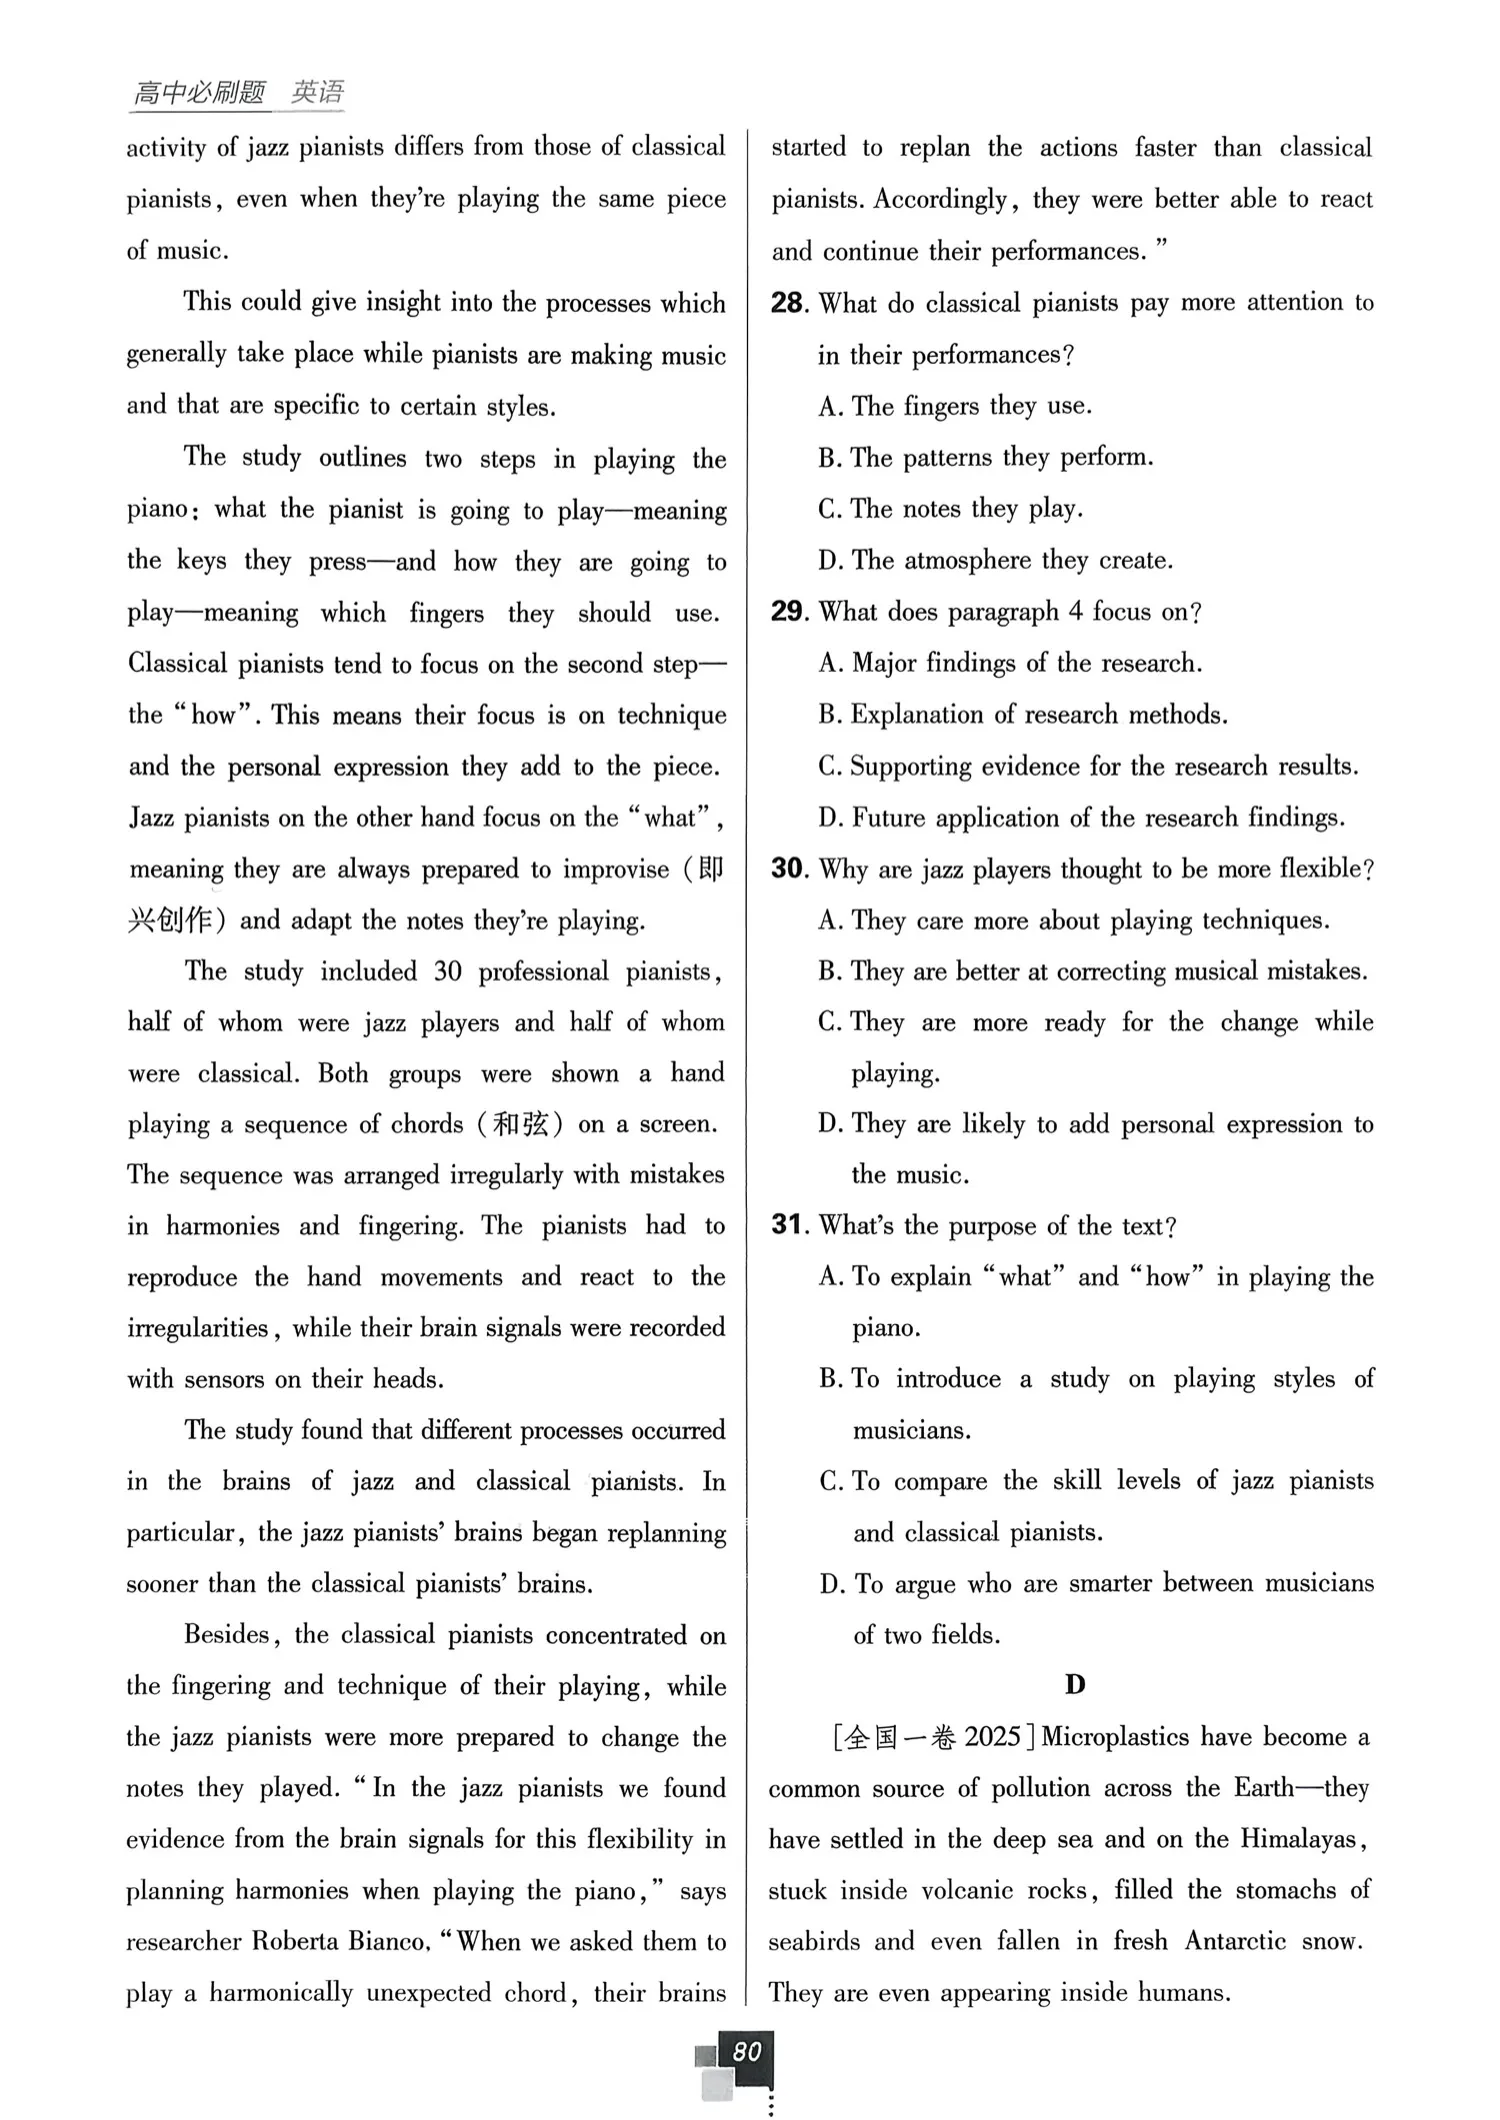 高中必刷题 英语
activity of jazz pianists differs from those of classical
pianists, even when they're playing the same piece
of music.
This could give insight into the processes which
generally take place while pianists are making music
and that are specific to certain styles.
The study outlines two steps in playing the
piano: what the pianist is going to play—meaning
the keys they press—and how they are going to
play—meaning which fingers they should use.
Classical pianists tend to focus on the second step—
the “how”. This means their focus is on technique
and the personal expression they add to the piece.
Jazz pianists on the other hand focus on the “what”,
meaning they are always prepared to improvise (即
兴创作) and adapt the notes they're playing.
The study included 30 professional pianists,
half of whom were jazz players and half of whom
were classical. Both groups were shown a hand
playing a sequence of chords (和弦) on a screen.
The sequence was arranged irregularly with mistakes
in harmonies and fingering. The pianists had to
reproduce the hand movements and react to the
irregularities, while their brain signals were recorded
with sensors on their heads.
The study found that different processes occurred
in the brains of jazz and classical pianists. In
particular, the jazz pianists' brains began replanning
sooner than the classical pianists' brains.
Besides, the classical pianists concentrated on
the fingering and technique of their playing, while
the jazz pianists were more prepared to change the
notes they played. “In the jazz pianists we found
evidence from the brain signals for this flexibility in
planning harmonies when playing the piano,” says
researcher Roberta Bianco. “When we asked them to
play a harmonically unexpected chord, their brains
started to replan the actions faster than classical
pianists. Accordingly, they were better able to react
and continue their performances.”
28. What do classical pianists pay more attention to
in their performances?
A. The fingers they use.
B. The patterns they perform.
C. The notes they play.
D. The atmosphere they create.
29. What does paragraph 4 focus on?
A. Major findings of the research.
B. Explanation of research methods.
C. Supporting evidence for the research results.
D. Future application of the research findings.
30. Why are jazz players thought to be more flexible?
A. They care more about playing techniques.
B. They are better at correcting musical mistakes.
C. They are more ready for the change while
playing.
D. They are likely to add personal expression to
the music.
31. What's the purpose of the text?
A. To explain “what” and “how” in playing the
piano.
B. To introduce a study on playing styles of
musicians.
C. To compare the skill levels of jazz pianists
and classical pianists.
D. To argue who are smarter between musicians
of two fields.
D
[全国一卷 2025] Microplastics have become a
common source of pollution across the Earth—they
have settled in the deep sea and on the Himalayas,
stuck inside volcanic rocks, filled the stomachs of
seabirds and even fallen in fresh Antarctic snow.
They are even appearing inside humans.
80